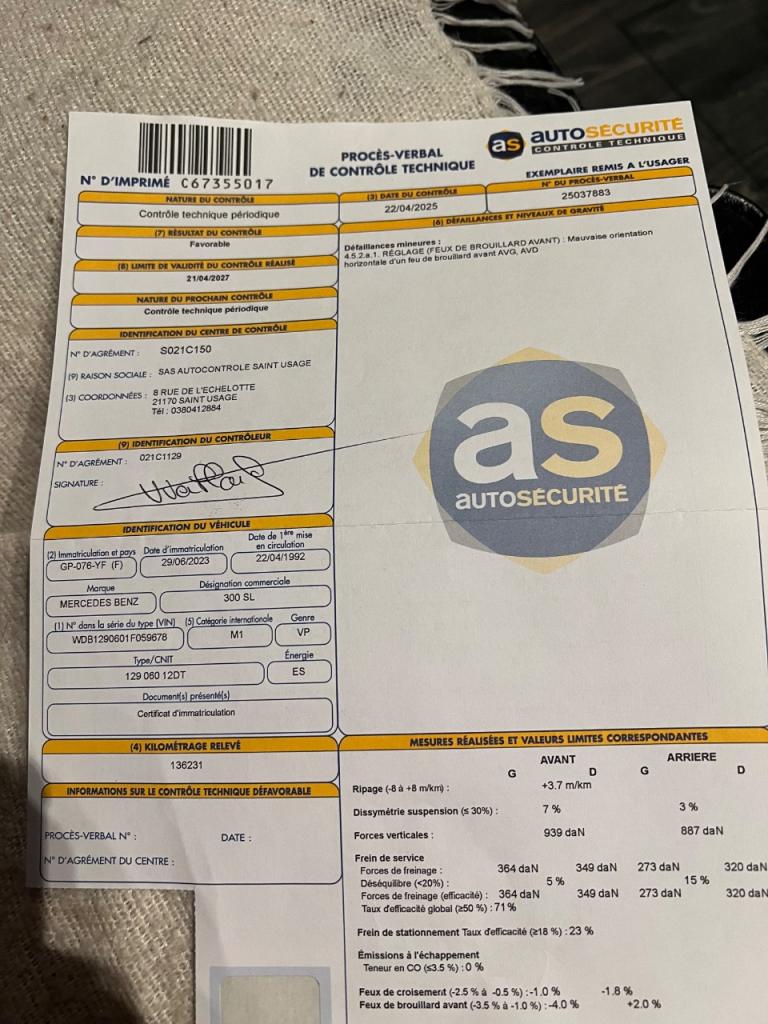 N° D'IMPRIMÉ C67355017
PROCÈS-VERBAL
DE CONTRÔLE TECHNIQUE
as AUTOSÉCURITÉ
CONTROLE TECHNIQUE
EXEMPLAIRE REMIS A L'USAGER
NATURE DU CONTRÔLE
Contrôle technique périodique
(3) DATE DU CONTRÔLE
22/04/2025
N° DU PROCÈS-VERBAL
25037883
(7) RÉSULTAT DU CONTRÔLE
Favorable
(8) LIMITE DE VALIDITÉ DU CONTRÔLE RÉALISÉ
21/04/2027
NATURE DU PROCHAIN CONTRÔLE
Contrôle technique périodique
(6) DÉFAILLANCES ET NIVEAUX DE GRAVITÉ
Défaillances mineures :
4.5.2.a.1. RÉGLAGE (FEUX DE BROUILLARD AVANT) : Mauvaise orientation
horizontale d'un feu de brouillard avant AVG, AVD
IDENTIFICATION DU CENTRE DE CONTRÔLE
N° D'AGRÉMENT : S021C150
(9) RAISON SOCIALE : SAS AUTOCONTROLE SAINT USAGE
(3) COORDONNÉES : 8 RUE DE L'ECHELOTTE
21170 SAINT USAGE
Tél : 0380412884
(9) IDENTIFICATION DU CONTRÔLEUR
N° D'AGRÉMENT : 021C1129
SIGNATURE :
as
AUTOSÉCURITÉ
IDENTIFICATION DU VÉHICULE
(2) Immatriculation et pays
GP-076-YF (F)
Date d'immatriculation
29/06/2023
Date de 1ère mise
en circulation
22/04/1992
Marque
MERCEDES BENZ
Désignation commerciale
300 SL
(1) N° dans la série du type (VIN)
WDB1290601F059678
(5) Catégorie internationale
M1
Genre
VP
Type/CNIT
129 060 12DT
Énergie
ES
Document(s) présenté(s)
Certificat d'immatriculation
(4) KILOMÉTRAGE RELEVÉ
136231
INFORMATIONS SUR LE CONTRÔLE TECHNIQUE DÉFAVORABLE
PROCÈS-VERBAL N° : DATE :
N° D'AGRÉMENT DU CENTRE :
MESURES RÉALISÉES ET VALEURS LIMITES CORRESPONDANTES
AVANT ARRIERE
G D G D
Ripage (-8 à +8 m/km) : +3.7 m/km
Dissymétrie suspension (≤ 30%) : 7 % 3 %
Forces verticales : 939 daN 887 daN
Frein de service
Forces de freinage : 364 daN 349 daN 273 daN 320 daN
Déséquilibre (<20%) : 5 % 15 %
Forces de freinage (efficacité) : 364 daN 349 daN 273 daN 320 daN
Taux d'efficacité global (≥50 %) : 71 %
Frein de stationnement Taux d'efficacité (≥18 %) : 23 %
Émissions à l'échappement
Teneur en CO (≤3.5 %) : 0 %
Feux de croisement (-2.5 % à -0.5 %) : -1.0 % -1.8 %
Feux de brouillard avant (-3.5 % à -1.0 %) : -4.0 % +2.0 %